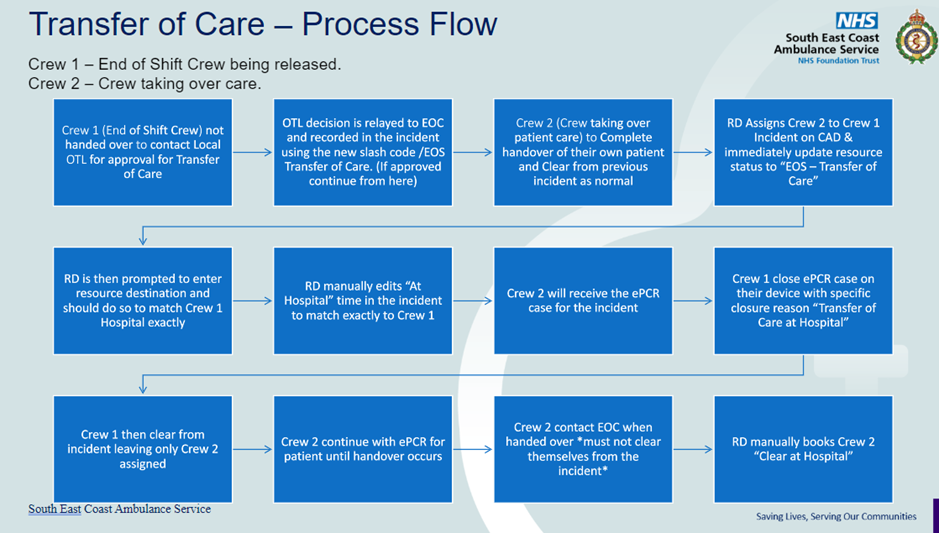 Transfer of Care – Process Flow
NHS
South East Coast
Ambulance Service
NHS Foundation Trust
Crew 1 – End of Shift Crew being released.
Crew 2 – Crew taking over care.
Crew 1 (End of Shift Crew) not
handed over to contact Local
OTL for approval for Transfer
of Care
OTL decision is relayed to EOC
and recorded in the incident
using the new slash code /EOS
Transfer of Care. (If approved
continue from here)
Crew 2 (Crew taking over
patient care) to Complete
handover of their own patient
and Clear from previous
incident as normal
RD Assigns Crew 2 to Crew 1
Incident on CAD &
immediately update resource
status to “EOS – Transfer of
Care”
RD is then prompted to enter
resource destination and
should do so to match Crew 1
Hospital exactly
RD manually edits “At
Hospital” time in the incident
to match exactly to Crew 1
Crew 2 will receive the ePCR
case for the incident
Crew 1 close ePCR case on
their device with specific
closure reason “Transfer of
Care at Hospital”
Crew 1 then clear from
incident leaving only Crew 2
assigned
Crew 2 continue with ePCR for
patient until handover occurs
Crew 2 contact EOC when
handed over *must not clear
themselves from the
incident*
RD manually books Crew 2
“Clear at Hospital”
South East Coast Ambulance Service
Saving Lives, Serving Our Communities